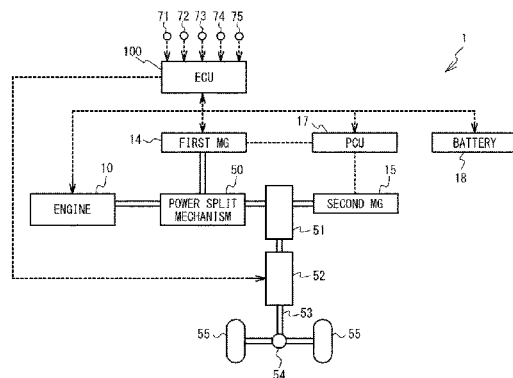 71 72 73 74 75
1
100
ECU
14
FIRST MG
17
PCU
BATTERY
18
10
ENGINE
50
POWER SPLIT
MECHANISM
15
SECOND MG
51
52
53
55
55
54